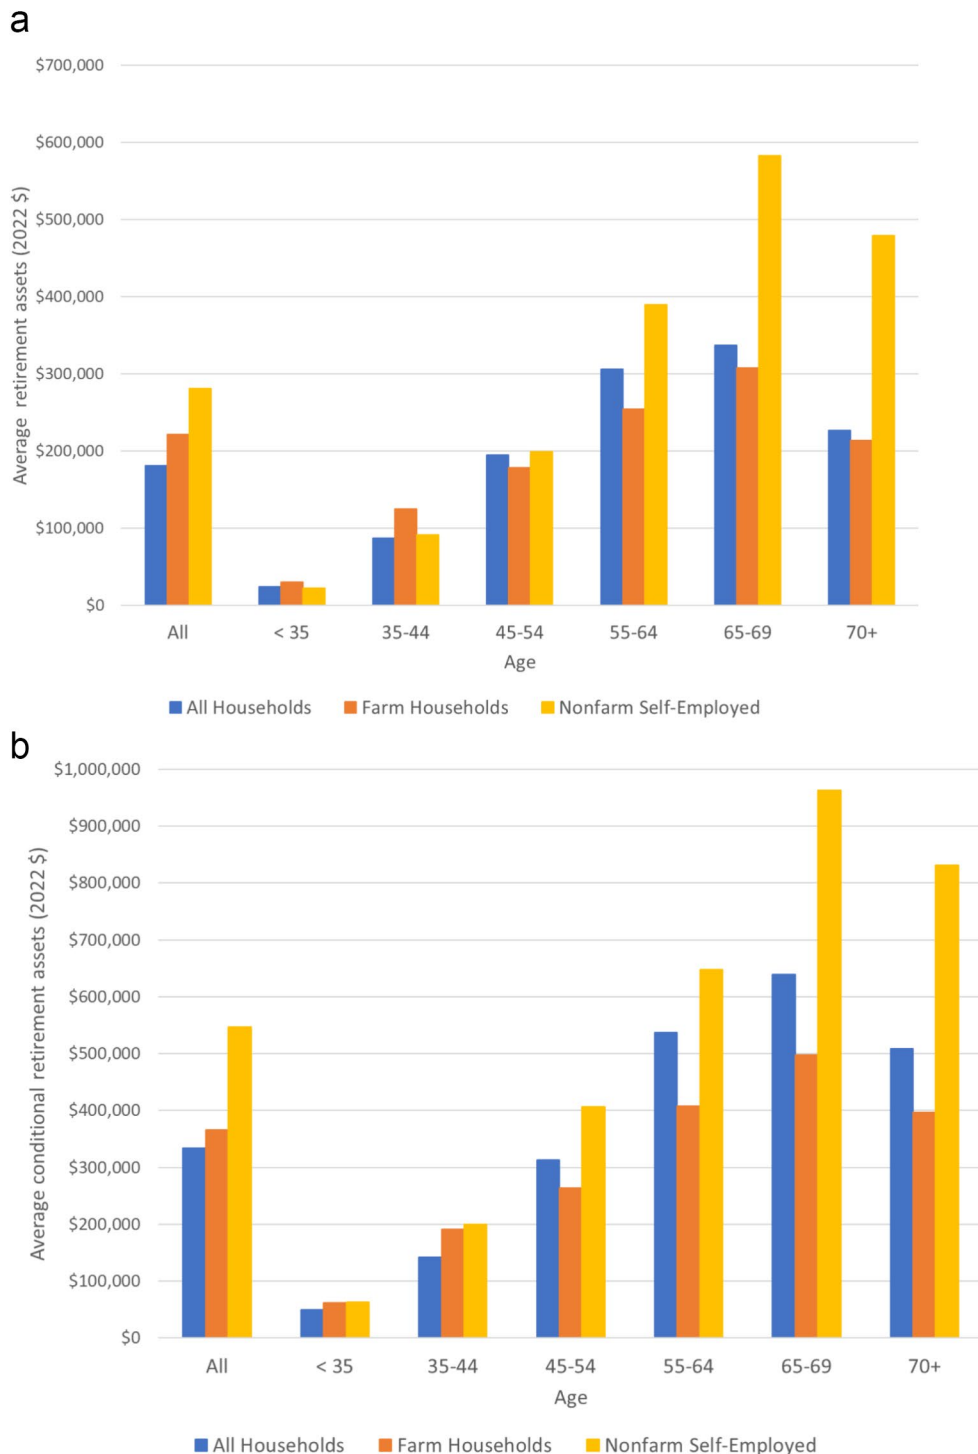 a
Average retirement assets (2022 $)
$700,000
$600,000
$500,000
$400,000
$300,000
$200,000
$100,000
$0
All < 35 35-44 45-54 55-64 65-69 70+
Age
All Households Farm Households Nonfarm Self-Employed
b
Average conditional retirement assets (2022 $)
$1,000,000
$900,000
$800,000
$700,000
$600,000
$500,000
$400,000
$300,000
$200,000
$100,000
$0
All < 35 35-44 45-54 55-64 65-69 70+
Age
All Households Farm Households Nonfarm Self-Employed